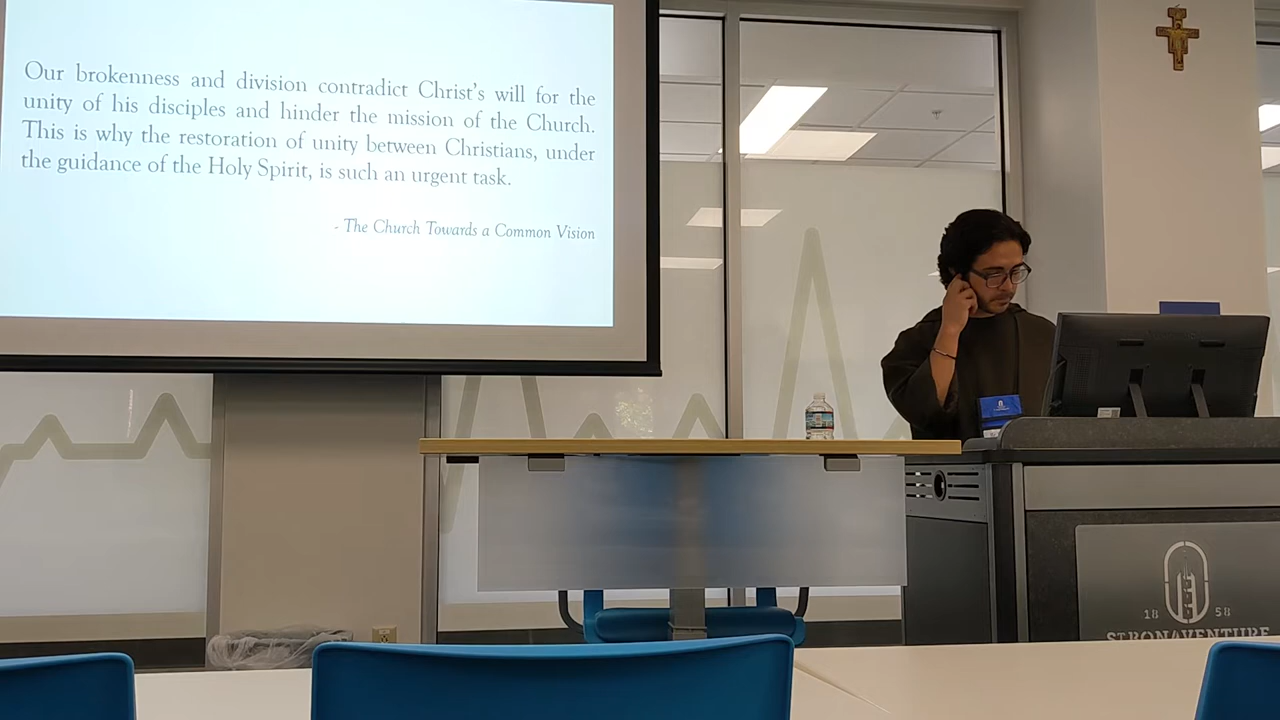 Our brokenness and division contradict Christ's will for the
unity of his disciples and hinder the mission of the Church.
This is why the restoration of unity between Christians, under
the guidance of the Holy Spirit, is such an urgent task.
- The Church Towards a Common Vision
18 58
ST. BONAVENTURE